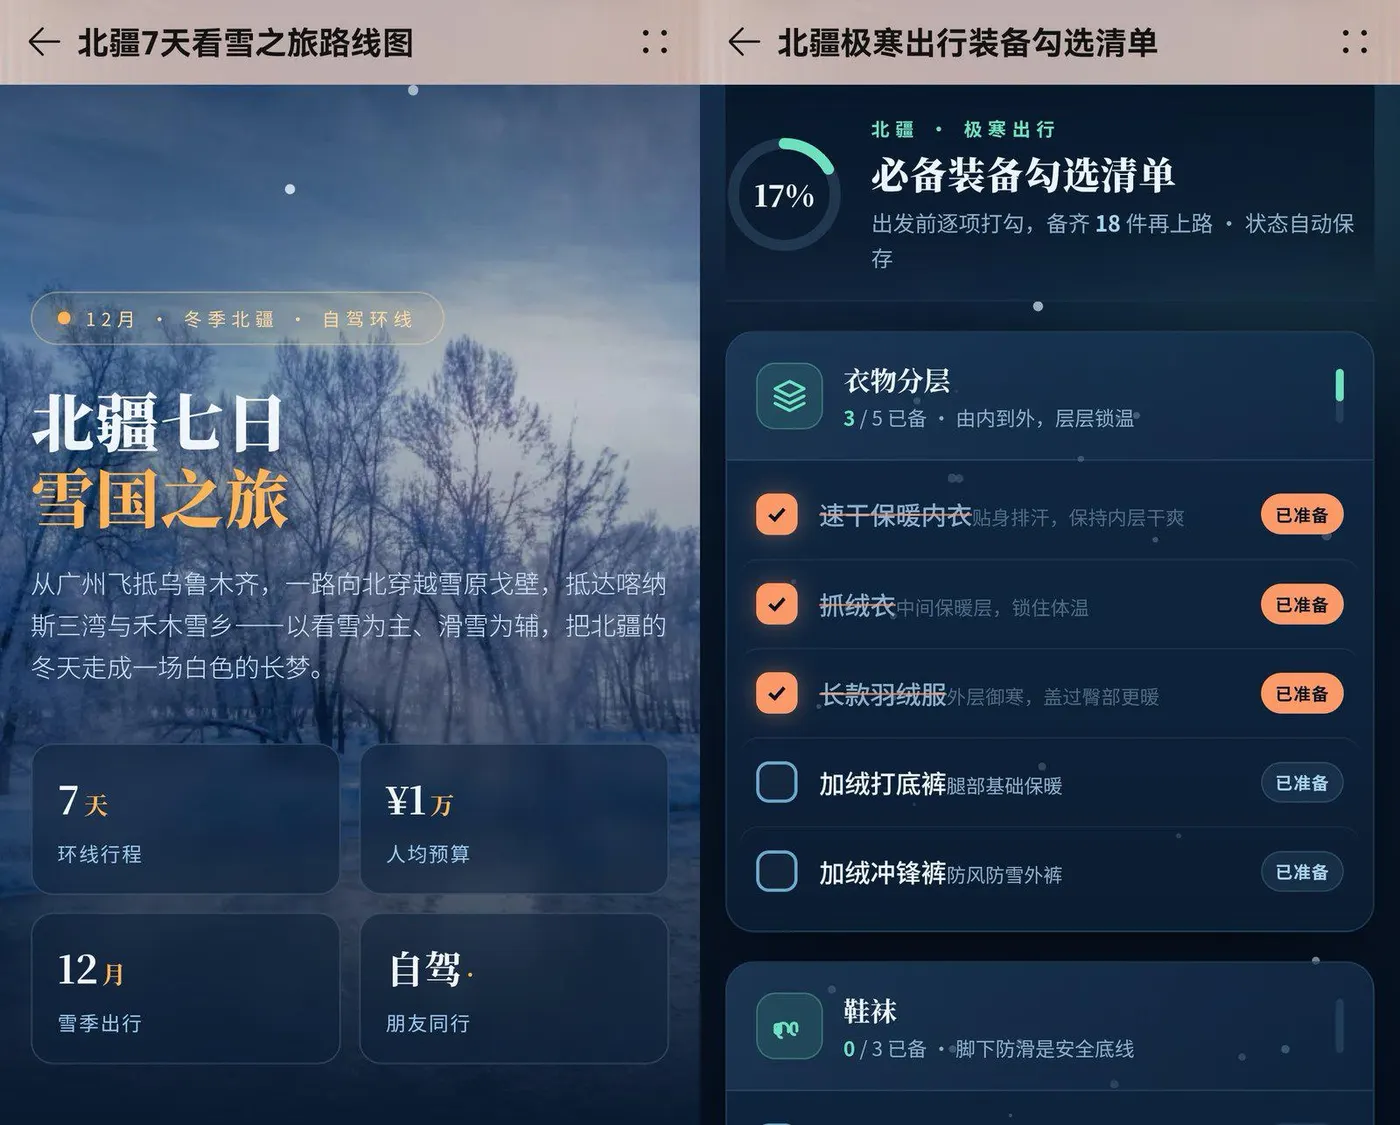 北疆7天看雪之旅路线图
12月 · 冬季北疆 · 自驾环线
北疆七日
雪国之旅
从广州飞抵乌鲁木齐，一路向北穿越雪原戈壁，抵达喀纳
斯三湾与禾木雪乡——以看雪为主、滑雪为辅，把北疆的
冬天走成一场白色的长梦。
7天
环线行程
¥1万
人均预算
12月
雪季出行
自驾·
朋友同行
北疆极寒出行装备勾选清单
17%
北疆 · 极寒出行
必备装备勾选清单
出发前逐项打勾，备齐 18 件再上路 · 状态自动保
存
衣物分层
3 / 5 已备 · 由内到外，层层锁温
速干保暖内衣贴身排汗，保持内层干爽 已准备
抓绒衣中间保暖层，锁住体温 已准备
长款羽绒服外层御寒，盖过臀部更暖 已准备
加绒打底裤腿部基础保暖 已准备
加绒冲锋裤防风防雪外裤 已准备
鞋袜
0 / 3 已备 · 脚下防滑是安全底线